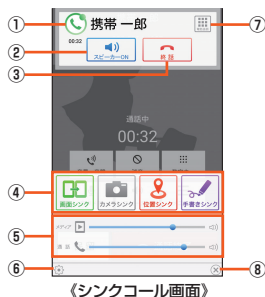 ① 携帯 一郎 ⑦
00:32
② スピーカーON 終 話
③
通話中
00:32
④ 画面シンク カメラシンク 位置シンク 手書きシンク
⑤ メディア
通 話
⑥ ⑧
《シンクコール画面》